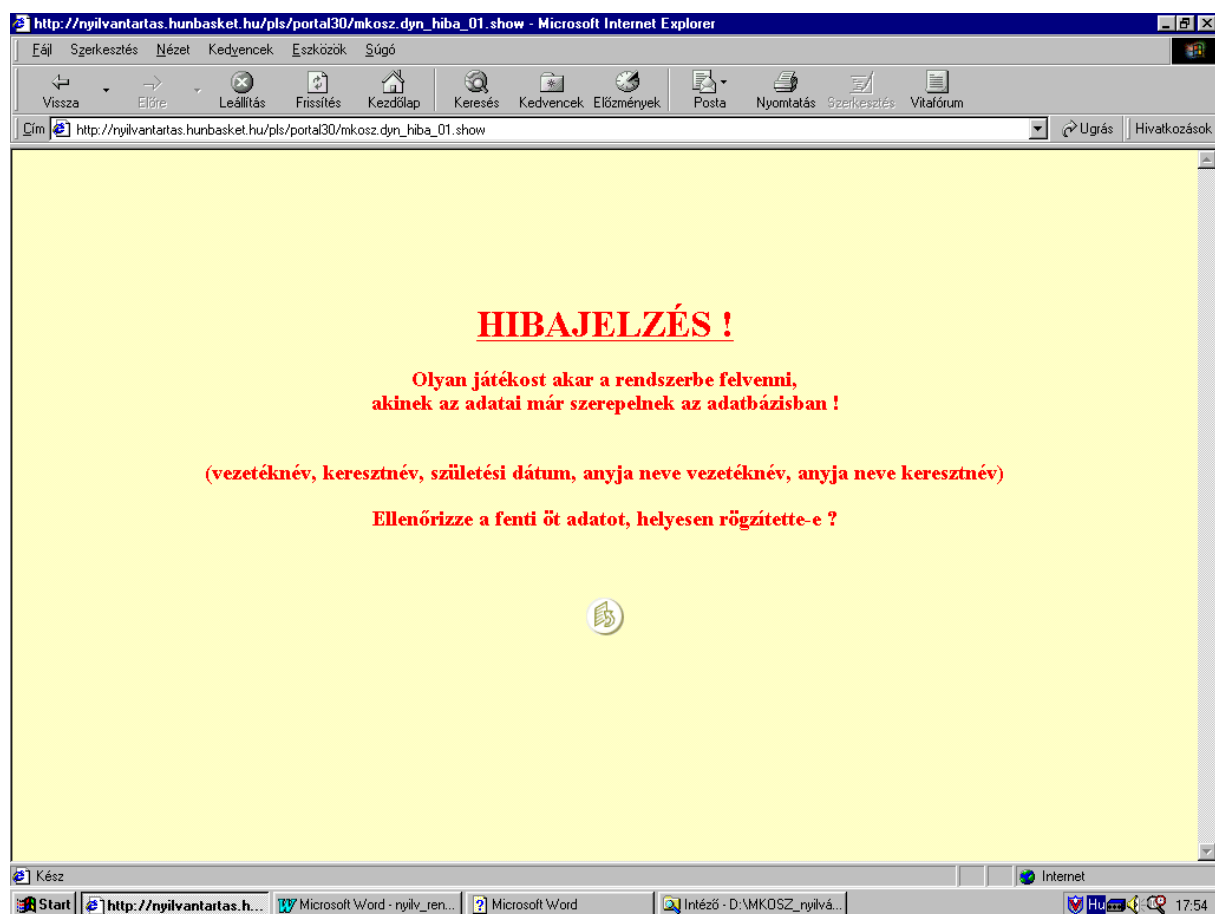 http://nyilvantartas.hunbasket.hu/pls/portal30/mkosz.dyn_hiba_01.show - Microsoft Internet Explorer
Fájl Szerkesztés Nézet Kedvencek Eszközök Súgó
Vissza Előre Leállítás Frissítés Kezdőlap Keresés Kedvencek Előzmények Posta Nyomtatás Szerkesztés Vitafórum
Cím http://nyilvantartas.hunbasket.hu/pls/portal30/mkosz.dyn_hiba_01.show Ugrás Hivatkozások
HIBAJELZÉS !
Olyan játékost akar a rendszerbe felvenni,
akinek az adatai már szerepelnek az adatbázisban !
(vezetéknév, keresztnév, születési dátum, anyja neve vezetéknév, anyja neve keresztnév)
Ellenőrizze a fenti öt adatot, helyesen rögzítette-e ?
Kész Internet
Start http://nyilvantartas.h... Microsoft Word - nyilv_ren... Microsoft Word Intéző - D:\MKOSZ_nyilvá... Hu 17:54